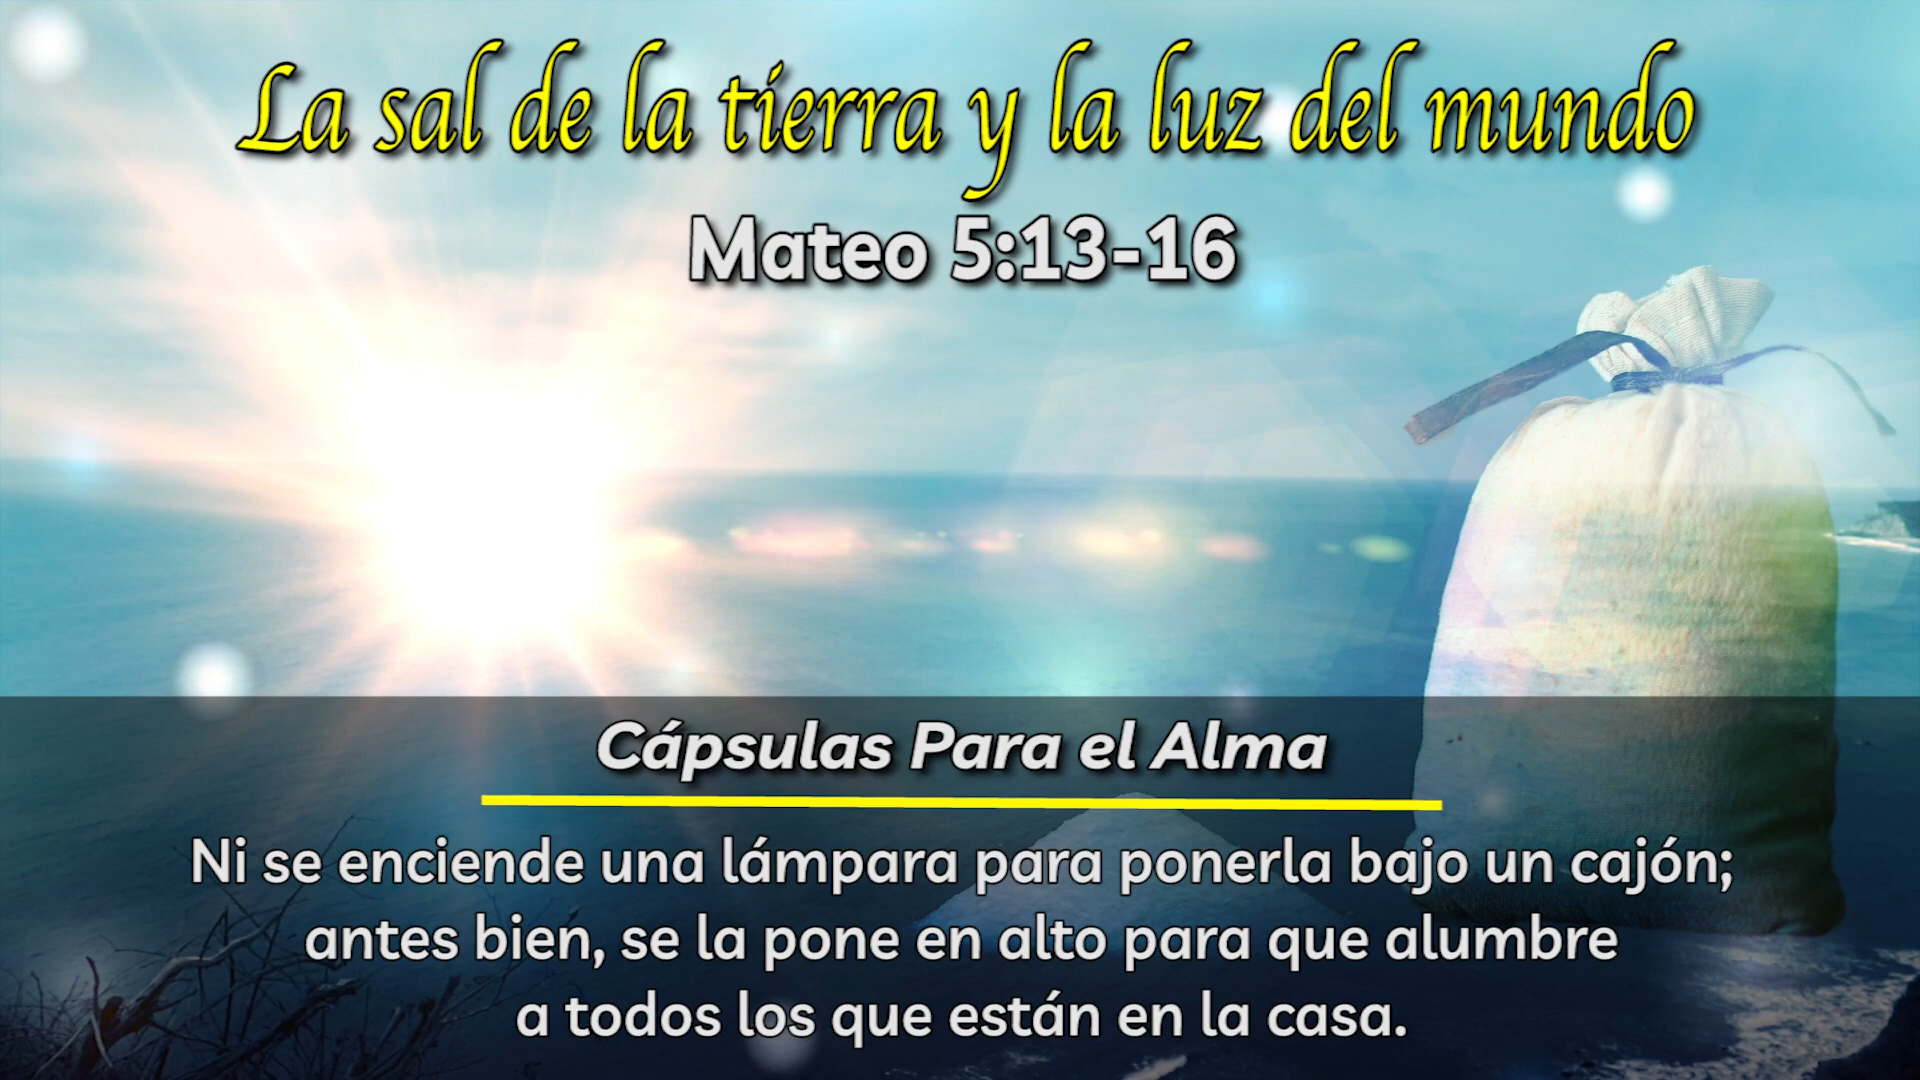 La sal de la tierra y la luz del mundo
Mateo 5:13-16
Cápsulas Para el Alma
Ni se enciende una lámpara para ponerla bajo un cajón;
antes bien, se la pone en alto para que alumbre
a todos los que están en la casa.